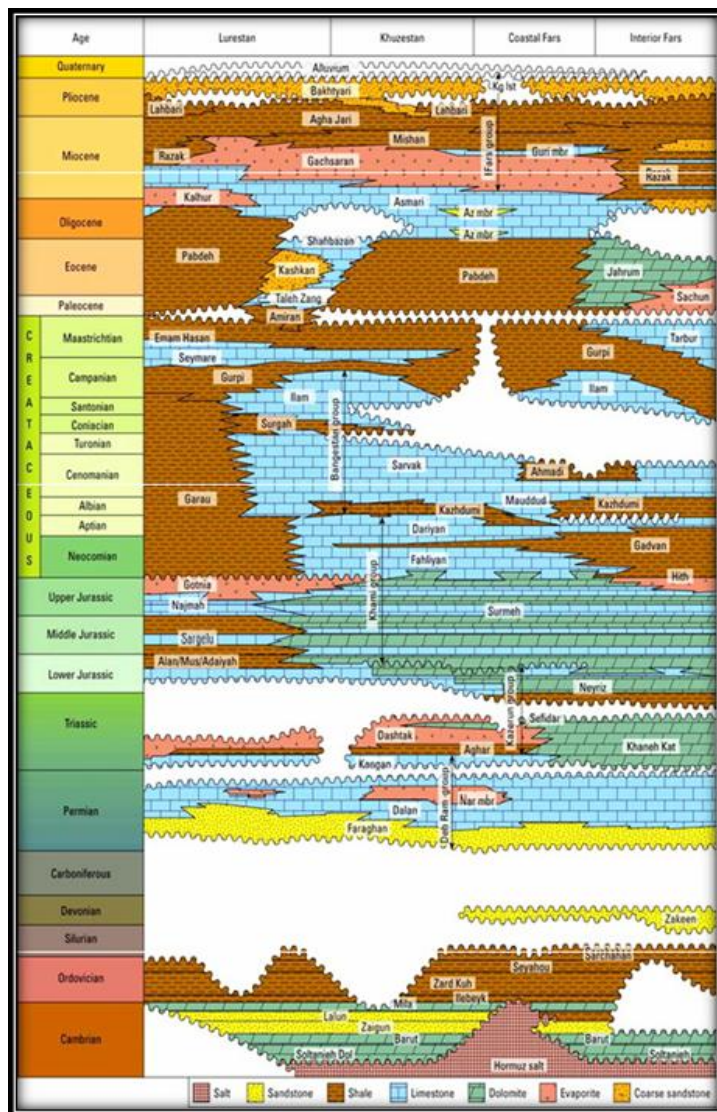 Age Lurestan Khuzestan Coastal Fars Interior Fars
Quaternary
Alluvium
Kg lst
Pliocene
Bakhtyari
Lahbari
Lahbari
Agha Jari
Miocene
Mishan
Razak
Guri mbr
Gachsaran
Razak
Fars group
Kalhur
Asmari
Oligocene
Az mbr
Az mbr
Shahbazan
Eocene
Pabdeh
Kashkan
Pabdeh
Jahrum
Sachun
Paleocene
Taleh Zang
Amiran
CREATACEOUS
Maastrichtian
Emam Hasan
Tarbur
Seymare
Gurpi
Campanian
Gurpi
Ilam
Ilam
Santonian
Coniacian
Surgah
Turonian
Bangestan group
Sarvak
Cenomanian
Ahmadi
Albian
Garau
Mauddud
Kazhdumi
Kazhdumi
Aptian
Dariyan
Gadvan
Neocomian
Fahliyan
Khami group
Gotnia
Hith
Upper Jurassic
Najmah
Surmeh
Middle Jurassic
Sargelu
Alan/Mus/Adaiyah
Lower Jurassic
Neyriz
Kazerun group
Triassic
Sefidar
Dashtak
Aghar
Khaneh Kat
Kangan
Permian
Nar mbr
Dalan
Faraghan
Deh Ram group
Carboniferous
Devonian
Zakeen
Silurian
Sarchahan
Seyahou
Ordovician
Zard Kuh
Ilebeyk
Mila
Lalun
Zaigun
Cambrian
Barut
Barut
Soltanieh Dol
Soltanieh
Hormuz salt
Salt Sandstone Shale Limestone Dolomite Evaporite Coarse sandstone